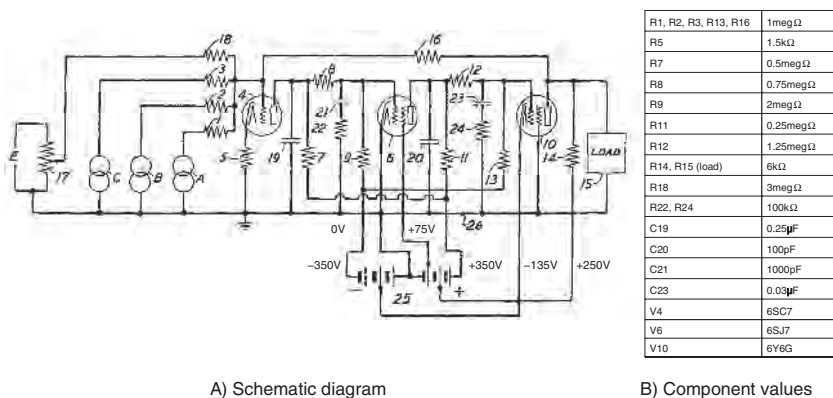 18
16
3
2
1
8
12
4
21
23
22
24
10
E
17
C
B
A
5
19
7
9
6
20
11
13
14
LOAD
15
26
0V +75V
−350V +350V −135V +250V
− 25 +
A) Schematic diagram
R1, R2, R3, R13, R16 1megΩ
R5 1.5kΩ
R7 0.5megΩ
R8 0.75megΩ
R9 2megΩ
R11 0.25megΩ
R12 1.25megΩ
R14, R15 (load) 6kΩ
R18 3megΩ
R22, R24 100kΩ
C19 0.25µF
C20 100pF
C21 1000pF
C23 0.03µF
V4 6SC7
V6 6SJ7
V10 6Y6G
B) Component values